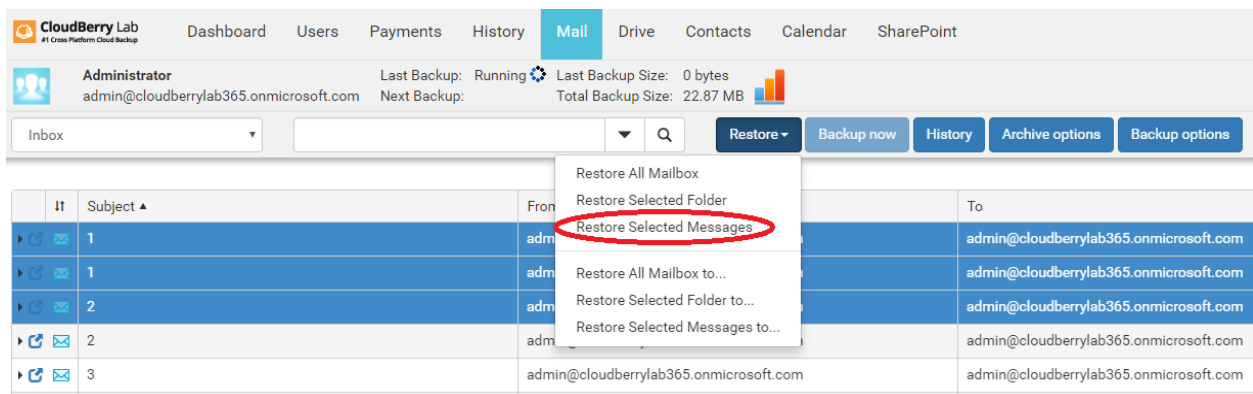 CloudBerry Lab
#1 Cross Platform Cloud Backup
Dashboard Users Payments History Mail Drive Contacts Calendar SharePoint
Administrator Last Backup: Running Last Backup Size: 0 bytes
admin@cloudberrylab365.onmicrosoft.com Next Backup: Total Backup Size: 22.87 MB
Inbox Restore Backup now History Archive options Backup options
Restore All Mailbox
Restore Selected Folder
Restore Selected Messages
Restore All Mailbox to...
Restore Selected Folder to...
Restore Selected Messages to...
Subject From To
1 adm admin@cloudberrylab365.onmicrosoft.com
1 adm admin@cloudberrylab365.onmicrosoft.com
2 adm admin@cloudberrylab365.onmicrosoft.com
2 adm admin@cloudberrylab365.onmicrosoft.com
3 admin@cloudberrylab365.onmicrosoft.com admin@cloudberrylab365.onmicrosoft.com